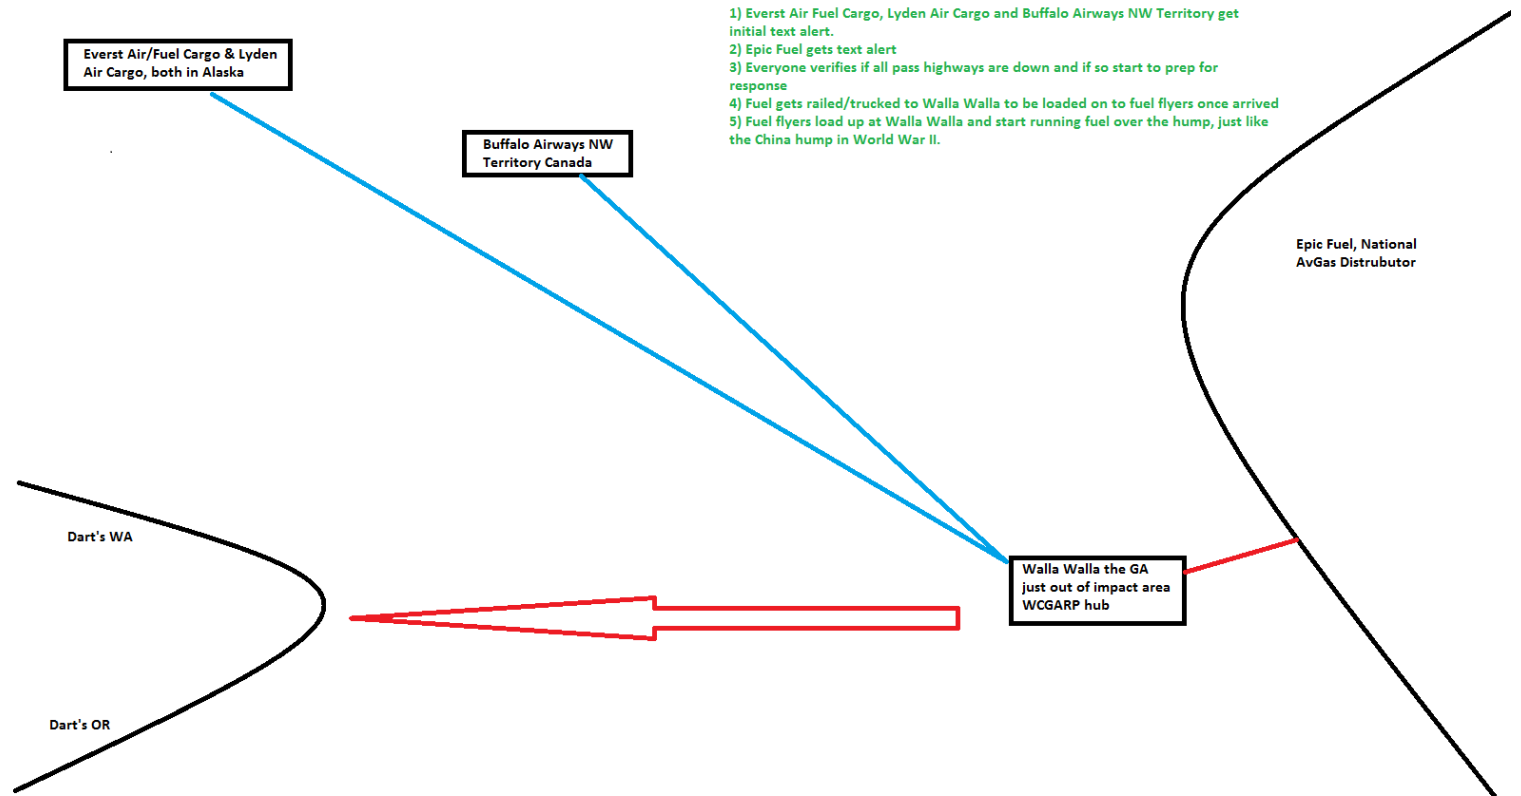 1) Everst Air Fuel Cargo, Lyden Air Cargo and Buffalo Airways NW Territory get
initial text alert.
2) Epic Fuel gets text alert
3) Everyone verifies if all pass highways are down and if so start to prep for
response
4) Fuel gets railed/trucked to Walla Walla to be loaded on to fuel flyers once arrived
5) Fuel flyers load up at Walla Walla and start running fuel over the hump, just like
the China hump in World War II.
Everst Air/Fuel Cargo & Lyden
Air Cargo, both in Alaska
Buffalo Airways NW
Territory Canada
Epic Fuel, National
AvGas Distrubutor
Dart's WA
Walla Walla the GA
just out of impact area
WCGARP hub
Dart's OR